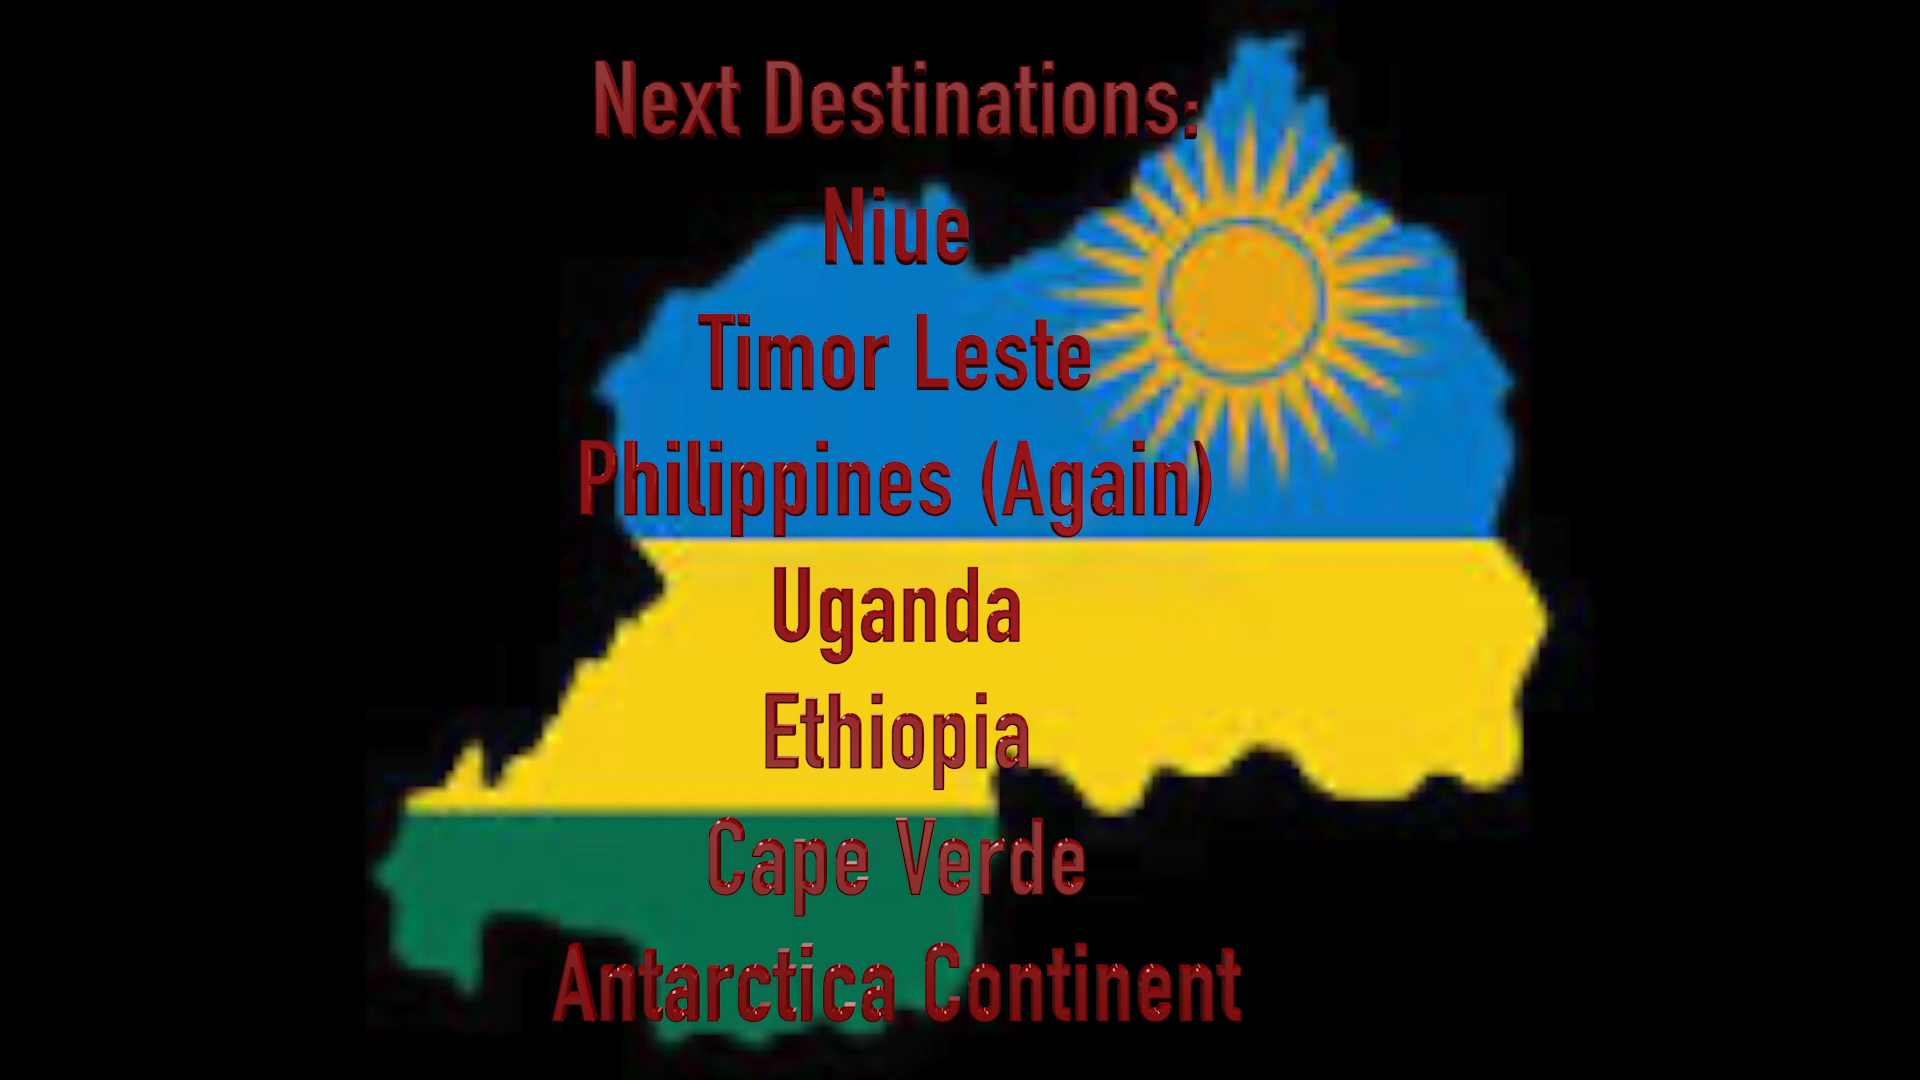 Next Destinations:
Niue
Timor Leste
Philippines (Again)
Uganda
Ethiopia
Cape Verde
Antarctica Continent